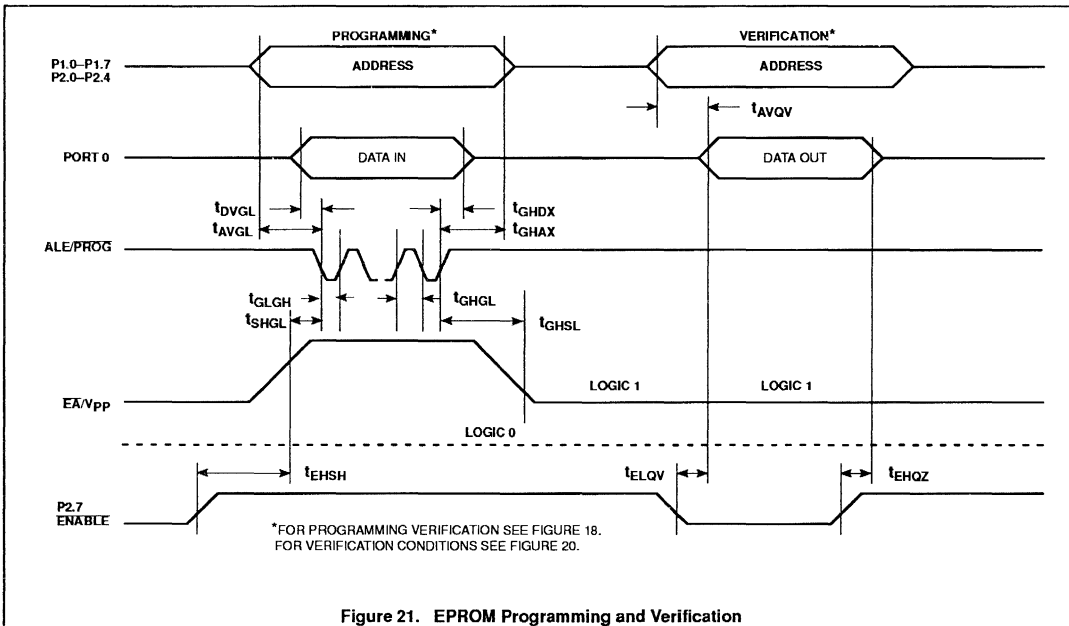 PROGRAMMING*
VERIFICATION*
P1.0–P1.7
P2.0–P2.4
ADDRESS
ADDRESS
tAVQV
PORT 0
DATA IN
DATA OUT
tDVGL
tGHDX
tAVGL
tGHAX
ALE/PROG
tGLGH
tGHGL
tSHGL
tGHSL
LOGIC 1
LOGIC 1
EA/VPP
LOGIC 0
tEHSH
tELQV
tEHQZ
P2.7
ENABLE
*FOR PROGRAMMING VERIFICATION SEE FIGURE 18.
FOR VERIFICATION CONDITIONS SEE FIGURE 20.
Figure 21. EPROM Programming and Verification